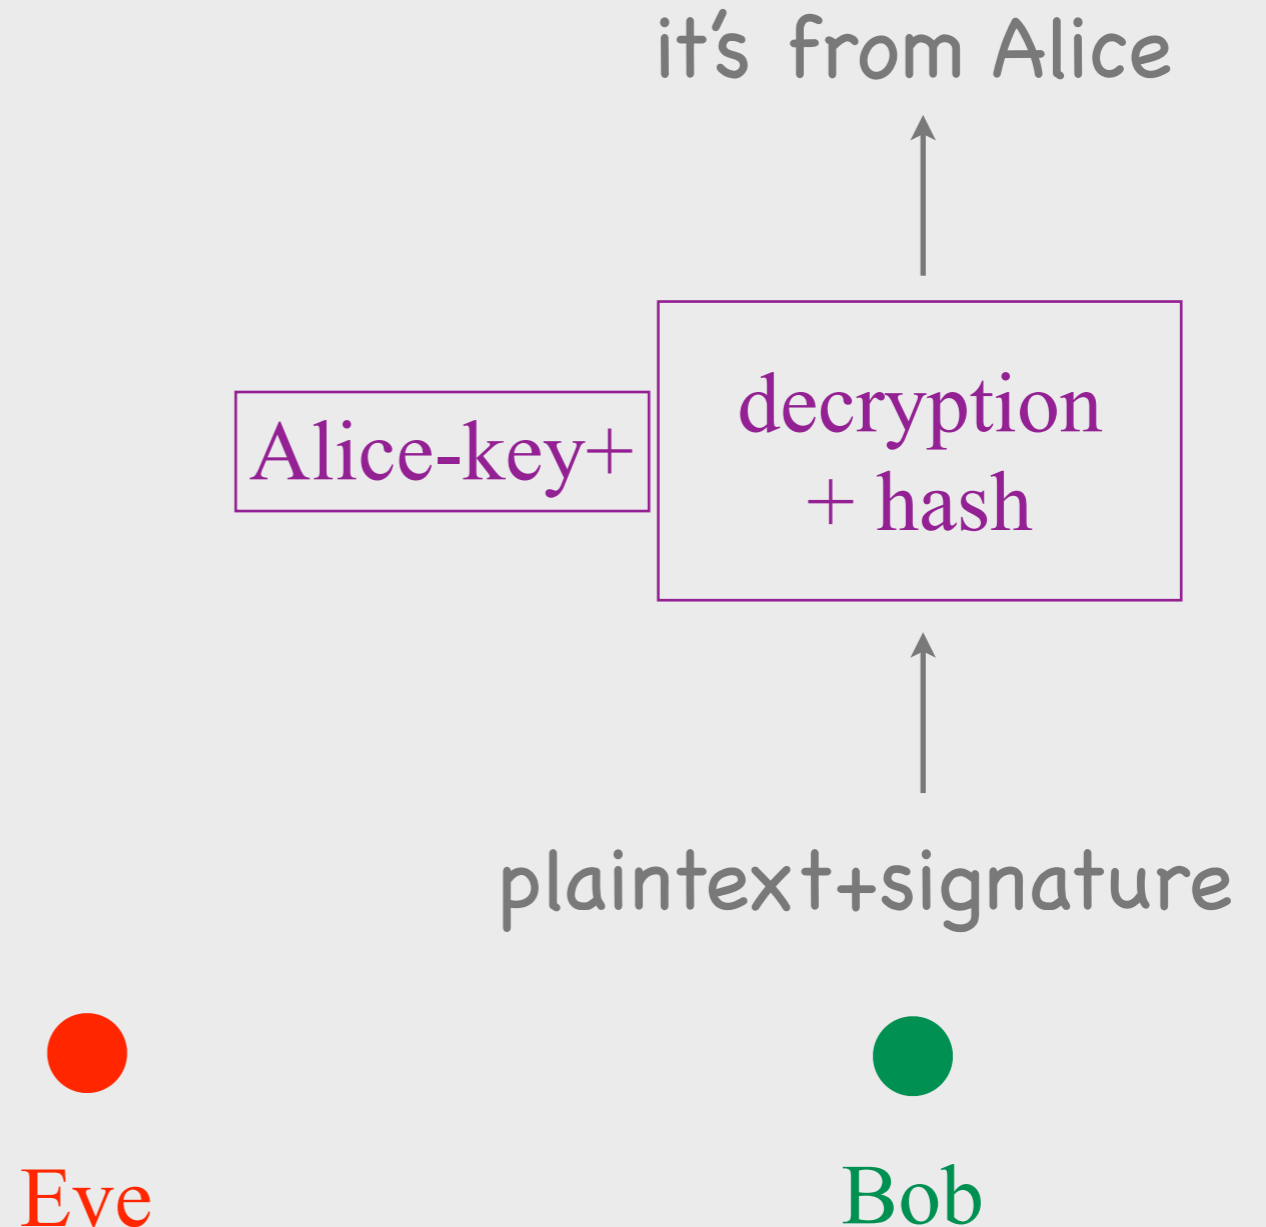 it's from Alice
decryption
Alice-key+
+ hash
plaintext+signature
Eve
Bob